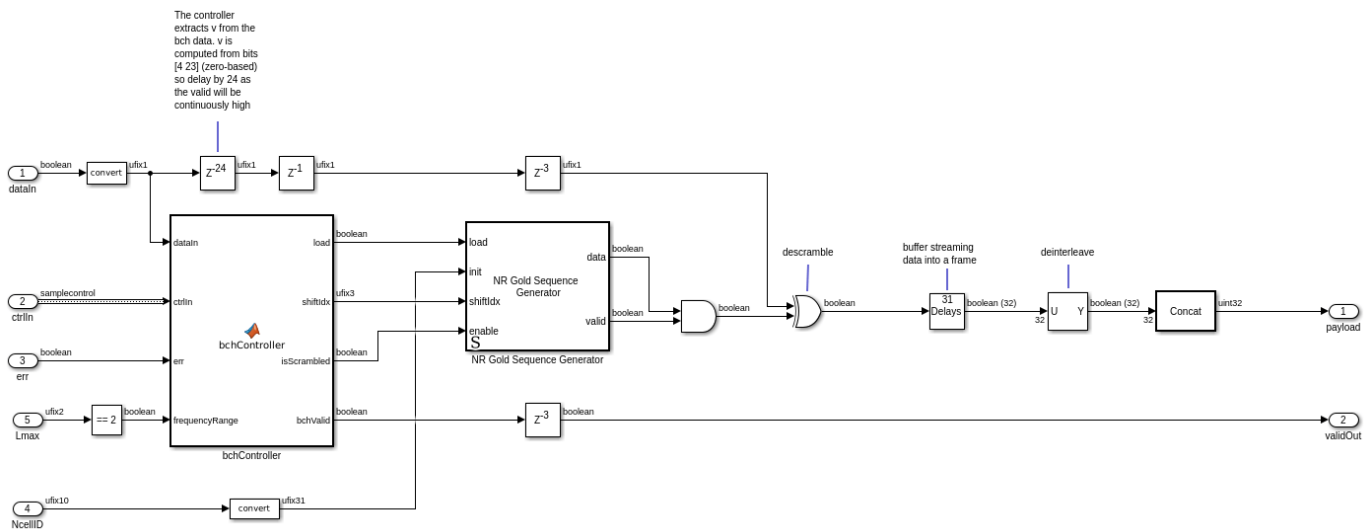 The controller
extracts v from the
bch data. v is
computed from bits
[4 23] (zero-based)
so delay by 24 as
the valid will be
continuously high
1
dataIn
boolean
convert
ufix1
Z-24
ufix1
Z-1
ufix1
Z-3
ufix1
2
ctrlIn
samplecontrol
3
err
boolean
5
Lmax
ufix2
== 2
boolean
4
NcellID
ufix10
convert
ufix31
dataIn
ctrlIn
err
frequencyRange
bchController
load
shiftIdx
isScrambled
bchValid
bchController
boolean
ufix3
boolean
boolean
load
init
shiftIdx
enable
S
NR Gold Sequence
Generator
data
valid
NR Gold Sequence Generator
boolean
boolean
boolean
Z-3
boolean
descramble
boolean
buffer streaming
data into a frame
31
Delays
boolean (32)
32
deinterleave
U Y
boolean (32)
32
Concat
uint32
1
payload
2
validOut